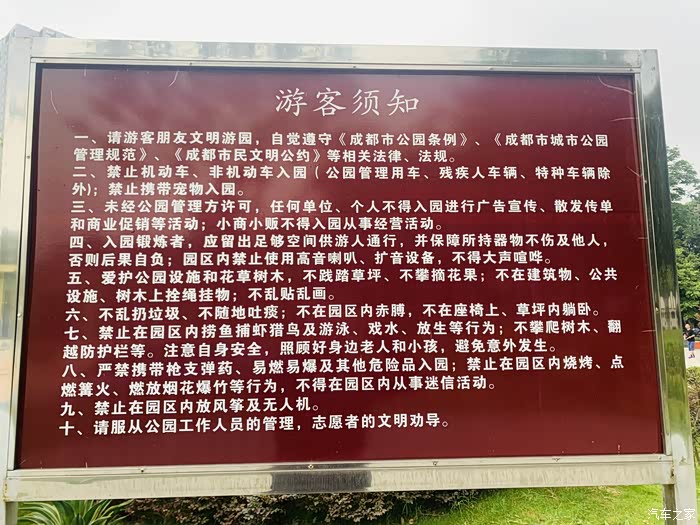 游客须知
一、请游客朋友文明游园，自觉遵守《成都市公园条例》、《成都市城市公园
管理规范》、《成都市民文明公约》等相关法律、法规。
二、禁止机动车、非机动车入园（公园管理用车、残疾人车辆、特种车辆除
外)；禁止携带宠物入园。
三、未经公园管理方许可，任何单位、个人不得入园进行广告宣传、散发传单
和商业促销等活动；小商小贩不得入园从事经营活动。
四、入园锻炼者，应留出足够空间供游人通行，并保障所持器物不伤及他人，
否则后果自负；园区内禁止使用高音喇叭、扩音设备，不得大声喧哗。
五、爱护公园设施和花草树木，不践踏草坪、不攀摘花果；不在建筑物、公共
设施、树木上拴绳挂物；不乱贴乱画。
六、不乱扔垃圾、不随地吐痰；不在园区内赤膊，不在座椅上、草坪内躺卧。
七、禁止在园区内捞鱼捕虾猎鸟及游泳、戏水、放生等行为；不攀爬树木、翻
越防护栏等。注意自身安全，照顾好身边老人和小孩，避免意外发生。
八、严禁携带枪支弹药、易燃易爆及其他危险品入园；禁止在园区内烧烤、点
燃篝火、燃放烟花爆竹等行为，不得在园区内从事迷信活动。
九、禁止在园区内放风筝及无人机。
十、请服从公园工作人员的管理，志愿者的文明劝导。
汽车之家